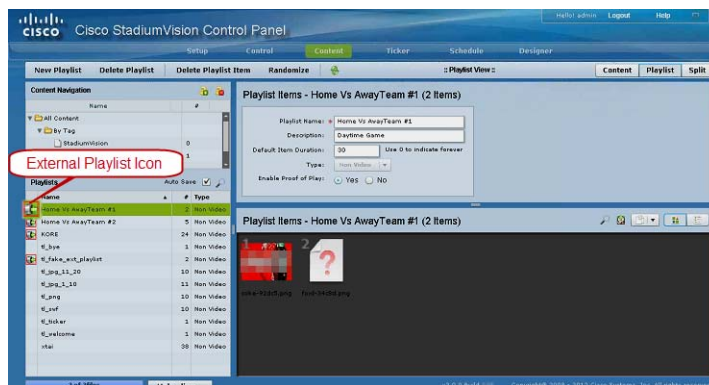 Hello! admin Logout Help
CISCO Cisco StadiumVision Control Panel
Setup Control Content Ticker Schedule Designer
New Playlist Delete Playlist Delete Playlist Item Randomize :: Playlist View :: Content Playlist Split
Content Navigation
Name #
All Content
By Tag
StadiumVision 0
1
External Playlist Icon
Playlists Auto Save
Name # Type
Home Vs AwayTeam #1 2 Non Video
Home Vs AwayTeam #2 5 Non Video
KORE 24 Non Video
tl_bye 1 Non Video
tl_fake_ext_playlist 2 Non Video
tl_jpg_11_20 10 Non Video
tl_jpg_1_10 11 Non Video
tl_png 10 Non Video
tl_swf 10 Non Video
tl_ticker 1 Non Video
tl_welcome 1 Non Video
xtai 38 Non Video
Playlist Items - Home Vs AwayTeam #1 (2 Items)
Playlist Name: * Home Vs AwayTeam #1
Description: Daytime Game
Default Item Duration: 30 Use 0 to indicate forever
Type: Non Video
Enable Proof of Play: Yes No
Playlist Items - Home Vs AwayTeam #1 (2 Items)
1 2
?